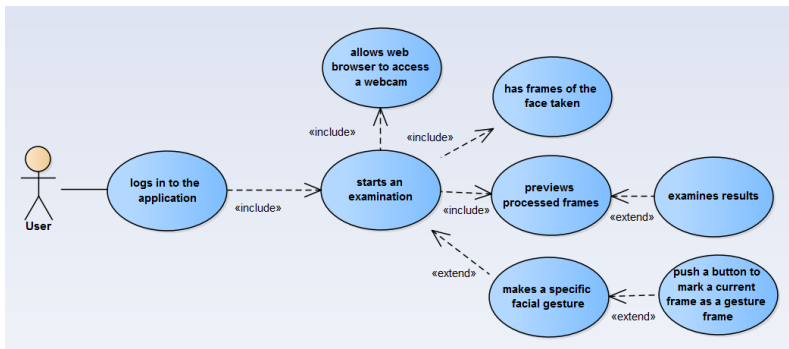 allows web
browser to access
a webcam
has frames of the
face taken
«include»
«include»
logs in to the
application
«include»
starts an
examination
«include»
previews
processed frames
«extend»
examines results
User
«extend»
makes a specific
facial gesture
«extend»
push a button to
mark a current
frame as a gesture
frame